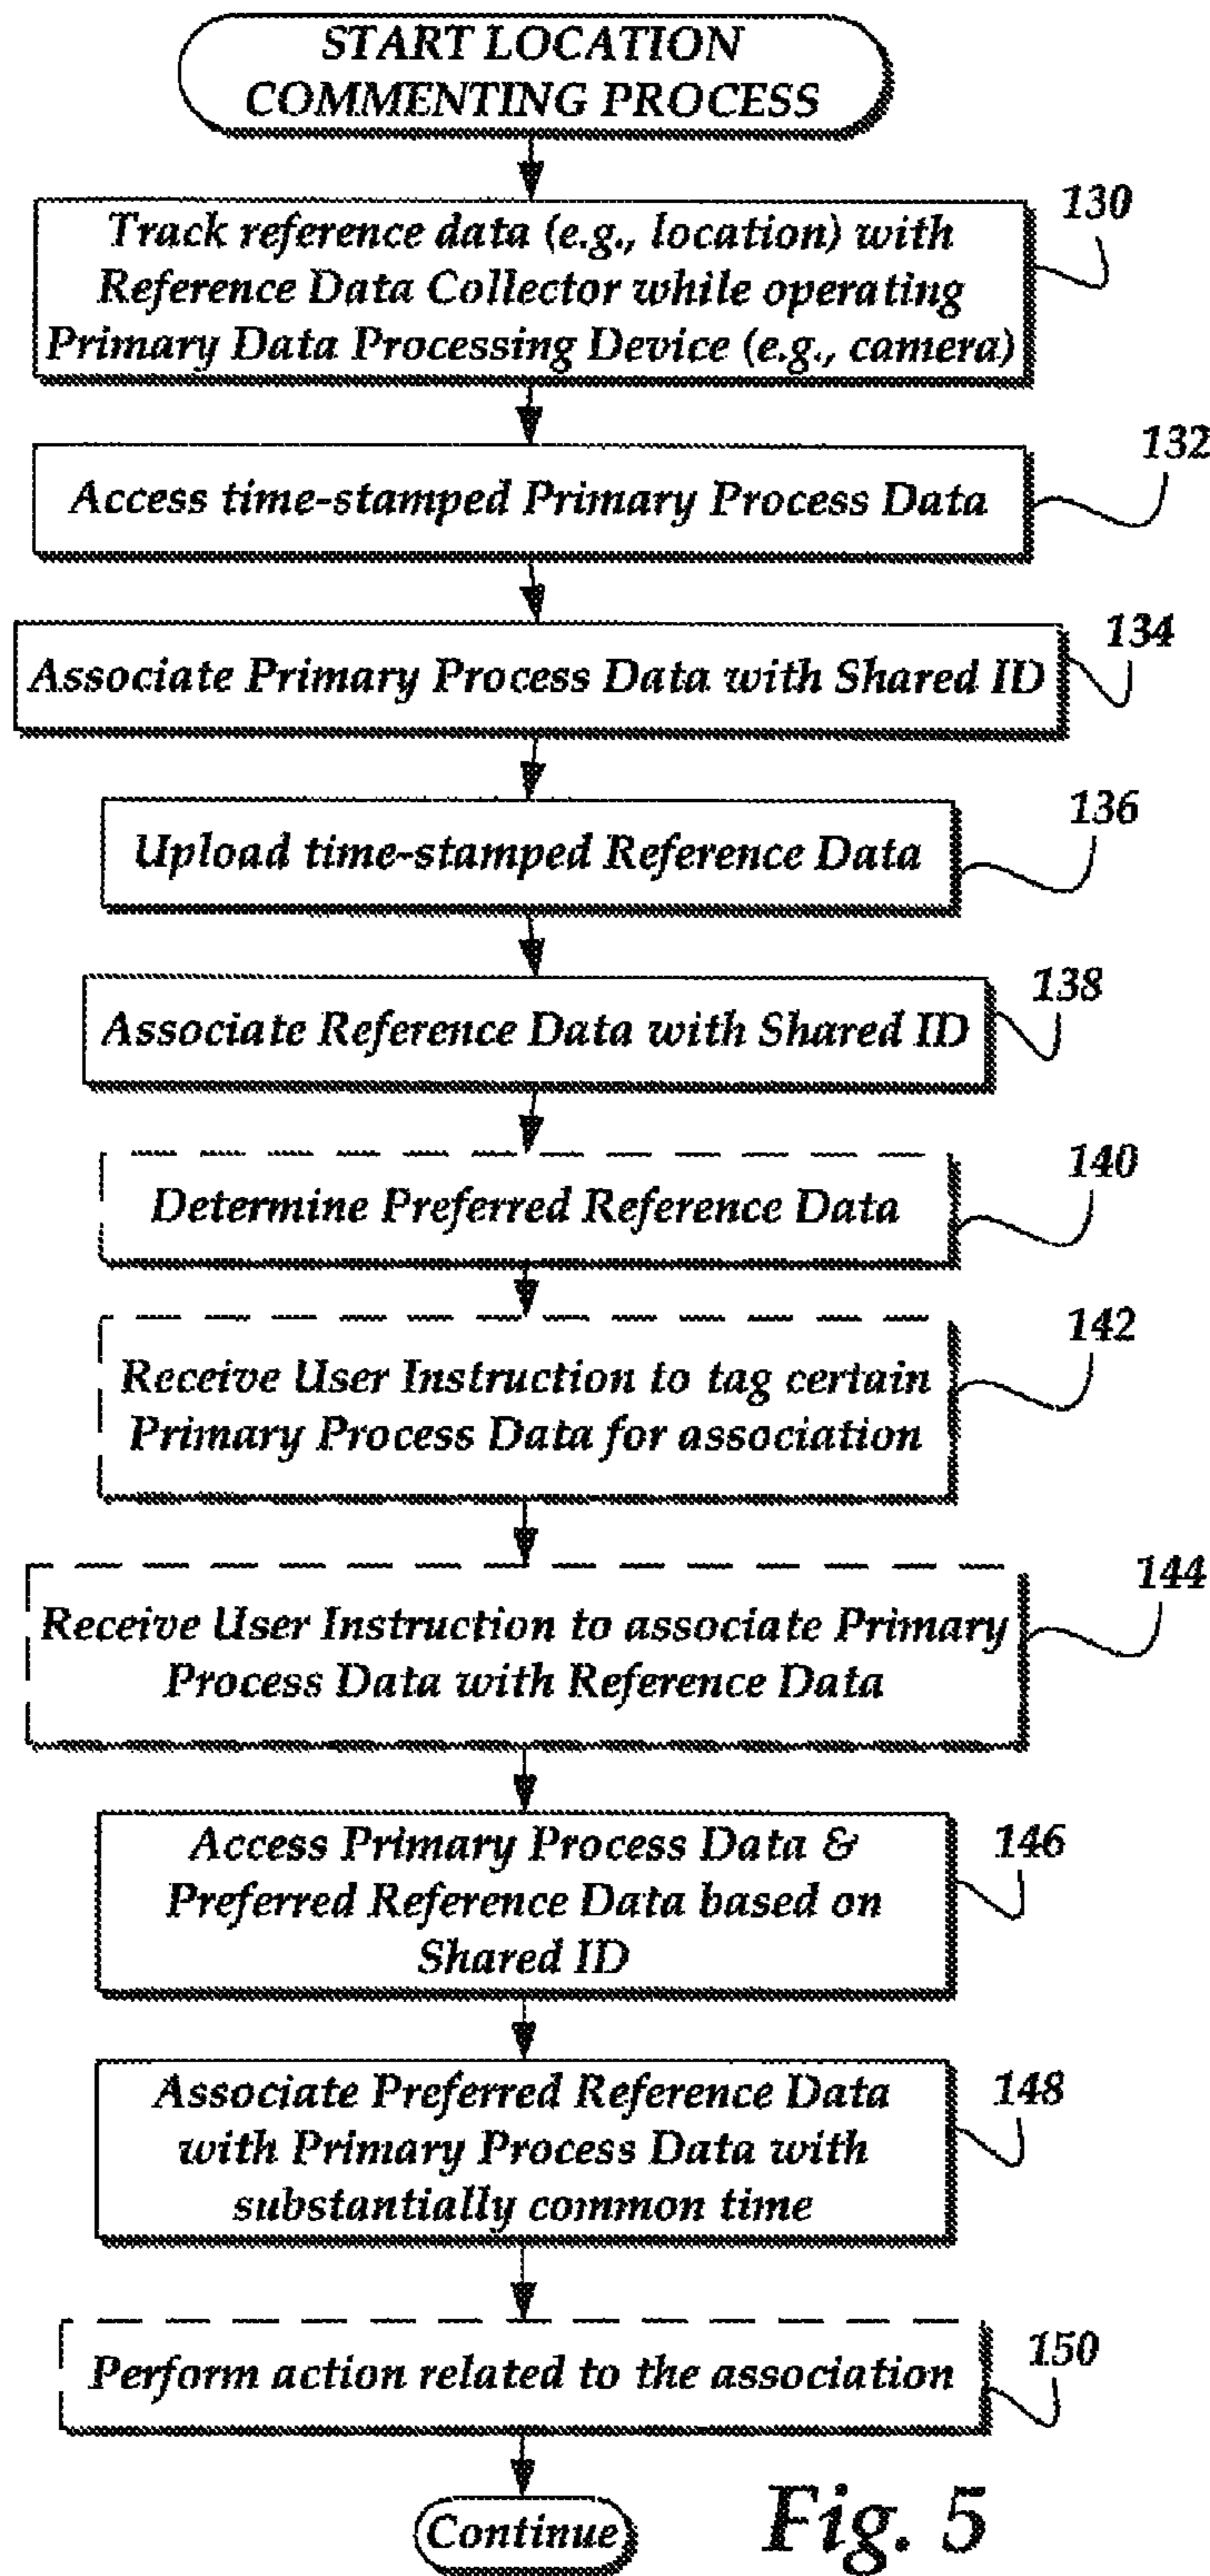 START LOCATION
COMMENTING PROCESS
130
Track reference data (e.g., location) with
Reference Data Collector while operating
Primary Data Processing Device (e.g., camera)
132
Access time-stamped Primary Process Data
134
Associate Primary Process Data with Shared ID
136
Upload time-stamped Reference Data
138
Associate Reference Data with Shared ID
140
Determine Preferred Reference Data
142
Receive User Instruction to tag certain
Primary Process Data for association
144
Receive User Instruction to associate Primary
Process Data with Reference Data
146
Access Primary Process Data &
Preferred Reference Data based on
Shared ID
148
Associate Preferred Reference Data
with Primary Process Data with
substantially common time
150
Perform action related to the association
Continue
Fig. 5